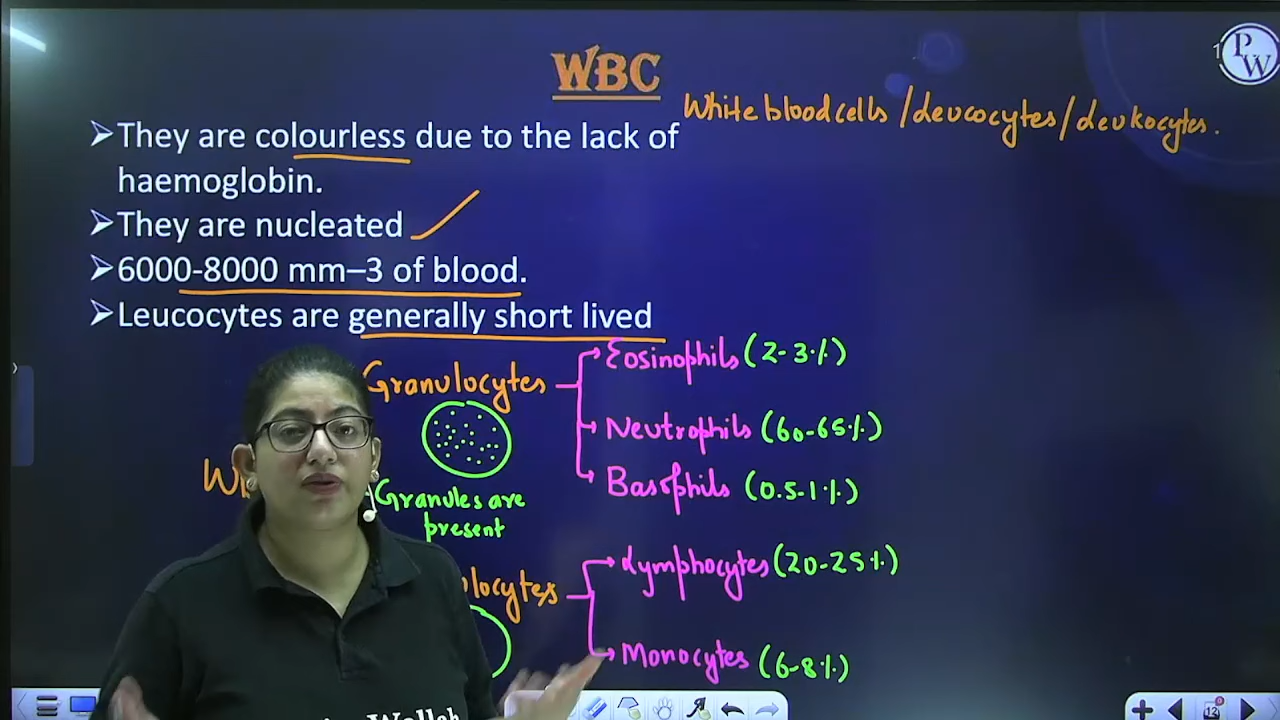 WBC
PW
White blood cells / Leucocytes / Leukocytes.
➤They are colourless due to the lack of
haemoglobin.
➤They are nucleated
➤6000-8000 mm–3 of blood.
➤Leucocytes are generally short lived
Granulocytes
Eosinophils (2-3%)
Neutrophils (60-65%)
Basophils (0.5-1%)
Granules are
present
Lymphocytes (20-25%)
Monocytes (6-8%)